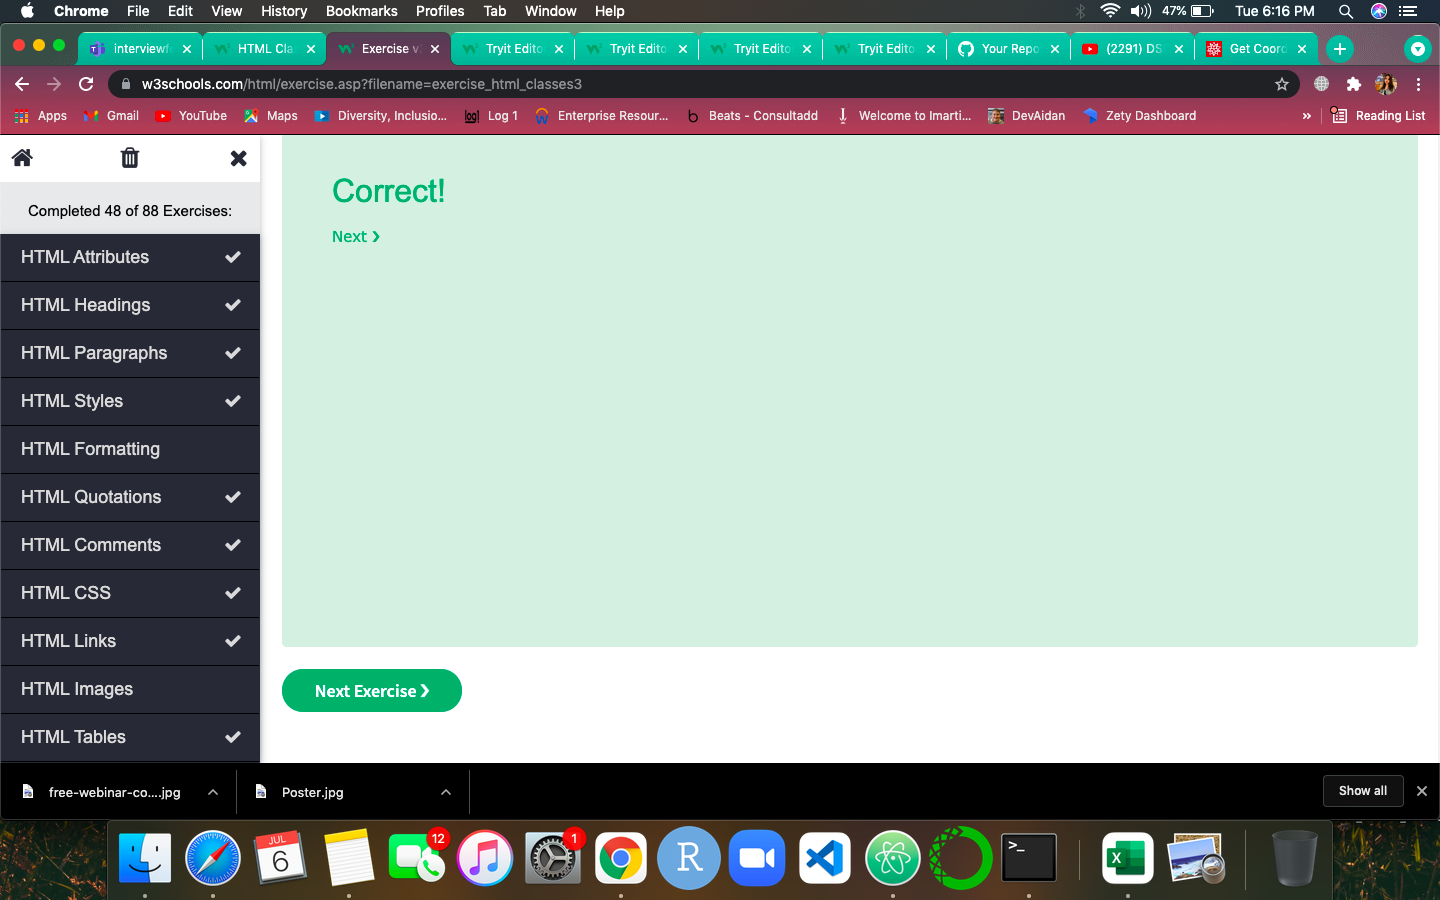 Chrome File Edit View History Bookmarks Profiles Tab Window Help 47% Tue 6:16 PM
interviewf HTML Cla Exercise v Tryit Edito Tryit Edito Tryit Edito Tryit Edito Your Repo (2291) DS Get Coord
w3schools.com/html/exercise.asp?filename=exercise_html_classes3
Apps Gmail YouTube Maps Diversity, Inclusio... Log 1 Enterprise Resour... Beats - Consultadd Welcome to Imarti... DevAidan Zety Dashboard » Reading List
Completed 48 of 88 Exercises:
HTML Attributes
HTML Headings
HTML Paragraphs
HTML Styles
HTML Formatting
HTML Quotations
HTML Comments
HTML CSS
HTML Links
HTML Images
HTML Tables
Correct!
Next ❯
Next Exercise ❯
free-webinar-co....jpg Poster.jpg Show all
JUL
6
12
1
R
>_
X